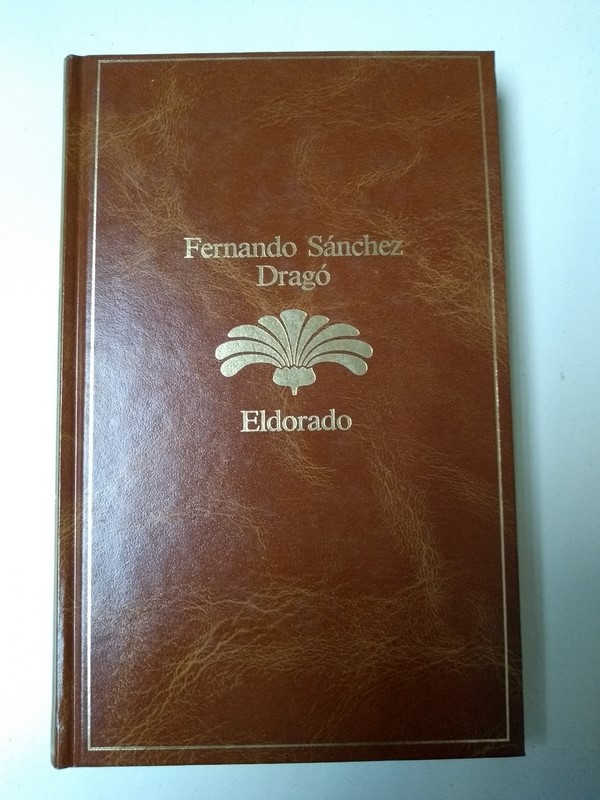 Fernando Sánchez
Dragó
Eldorado